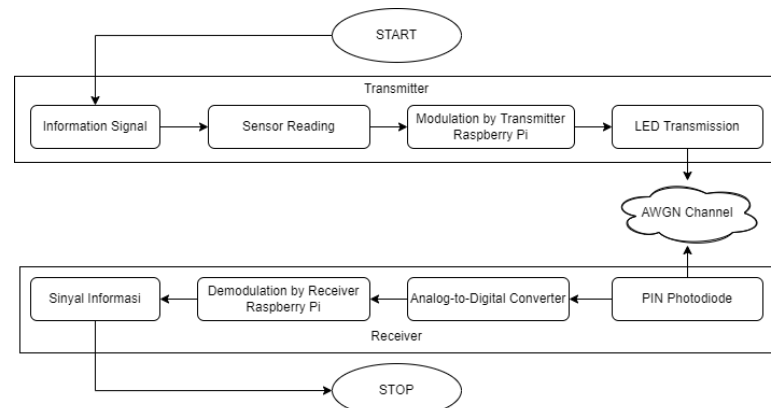 START
Transmitter
Information Signal
Sensor Reading
Modulation by Transmitter
Raspberry Pi
LED Transmission
AWGN Channel
Sinyal Informasi
Demodulation by Receiver
Raspberry Pi
Analog-to-Digital Converter
PIN Photodiode
Receiver
STOP